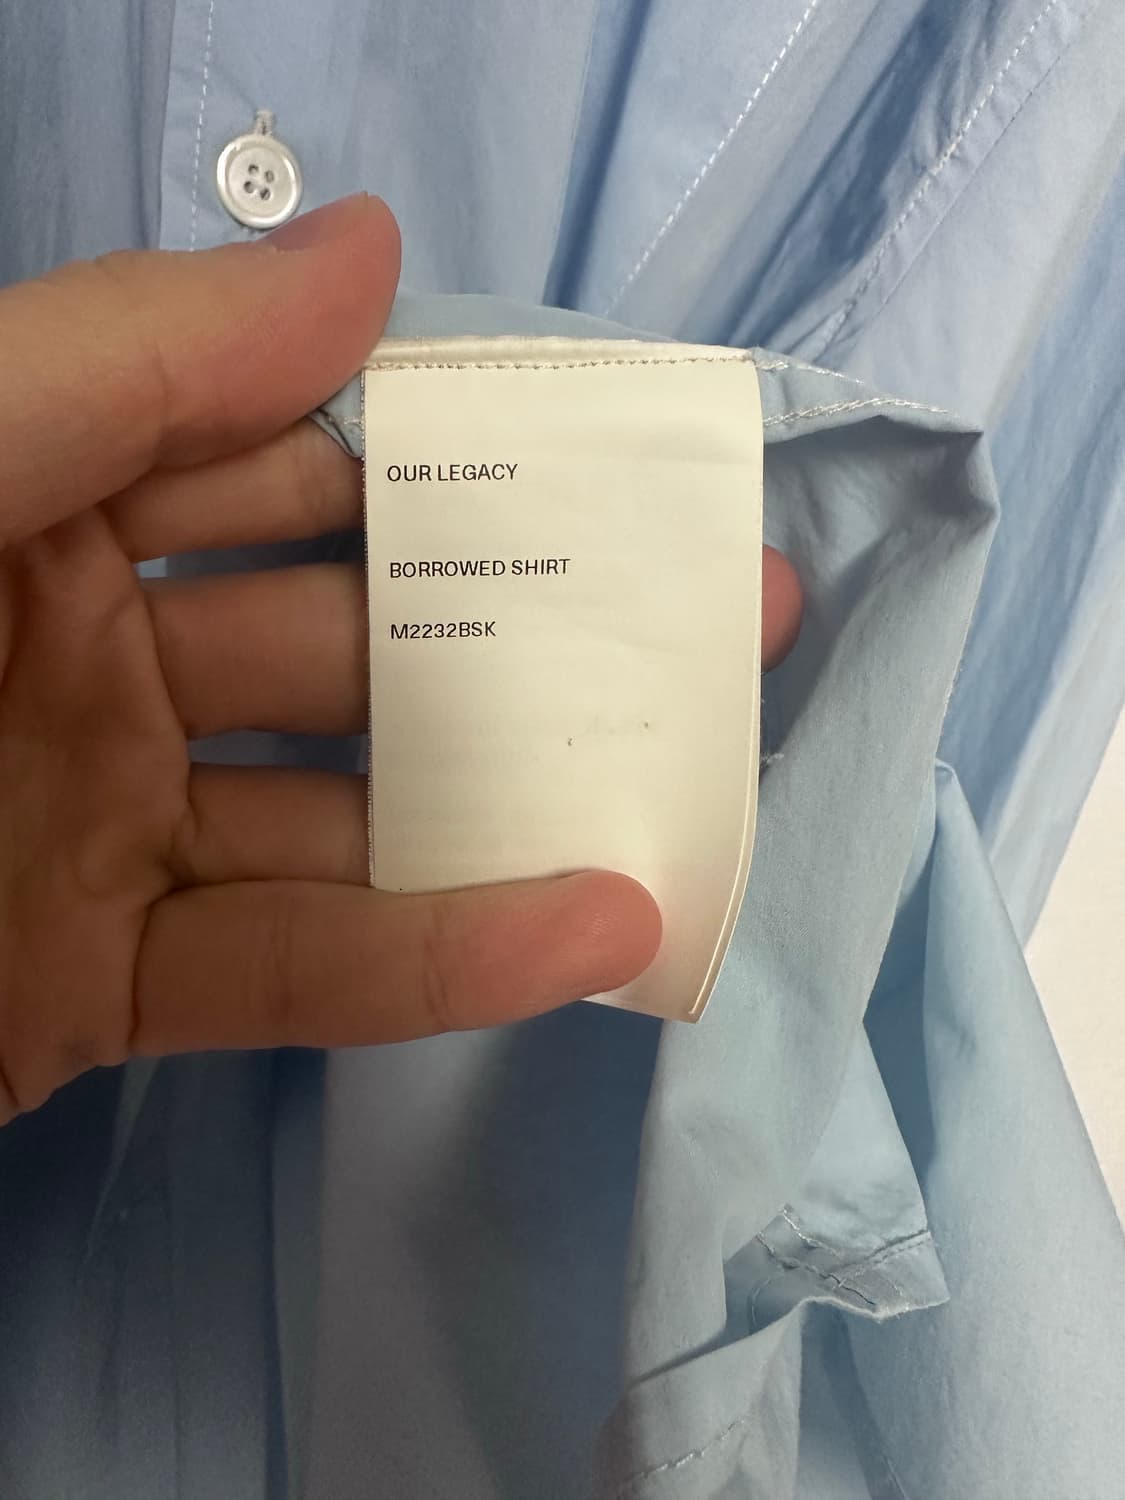 OUR LEGACY
BORROWED SHIRT
M2232BSK